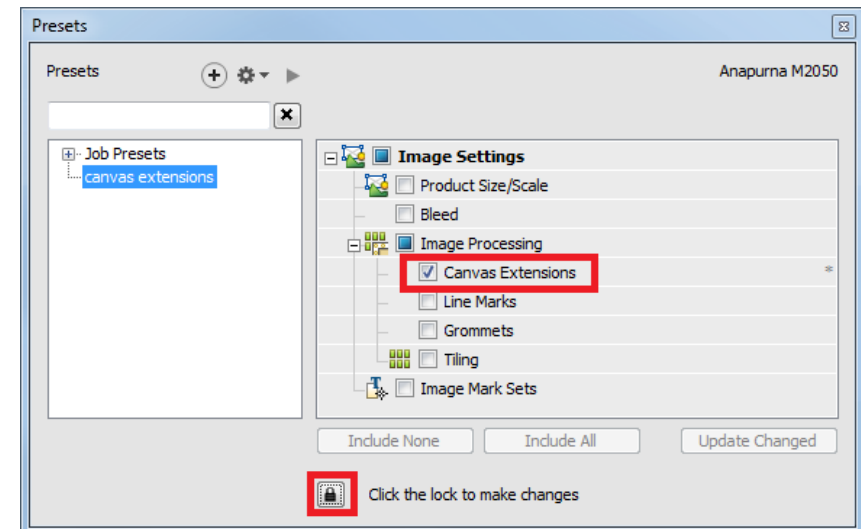 Presets
Presets
Anapurna M2050
Job Presets
canvas extensions
Image Settings
Product Size/Scale
Bleed
Image Processing
Canvas Extensions *
Line Marks
Grommets
Tiling
Image Mark Sets
Include None Include All Update Changed
Click the lock to make changes